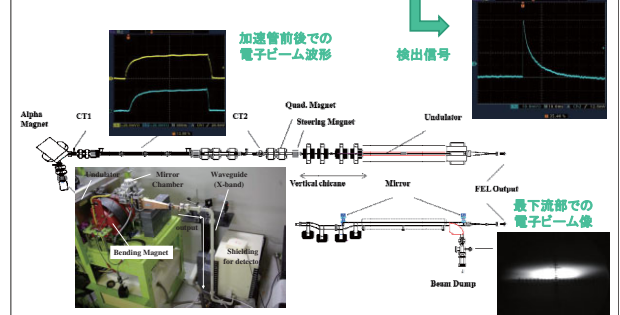 加速管前後での
電子ビーム波形
検出信号
Alpha
Magnet
CT1
CT2
Quad. Magnet
Steering Magnet
Undulator
Undulator
Mirror
Chamber
Waveguide
(X-band)
output
Bending Magnet
Shielding
for detector
Vertical chicane
Mirror
FEL Output
最下流部での
電子ビーム像
Beam Dump